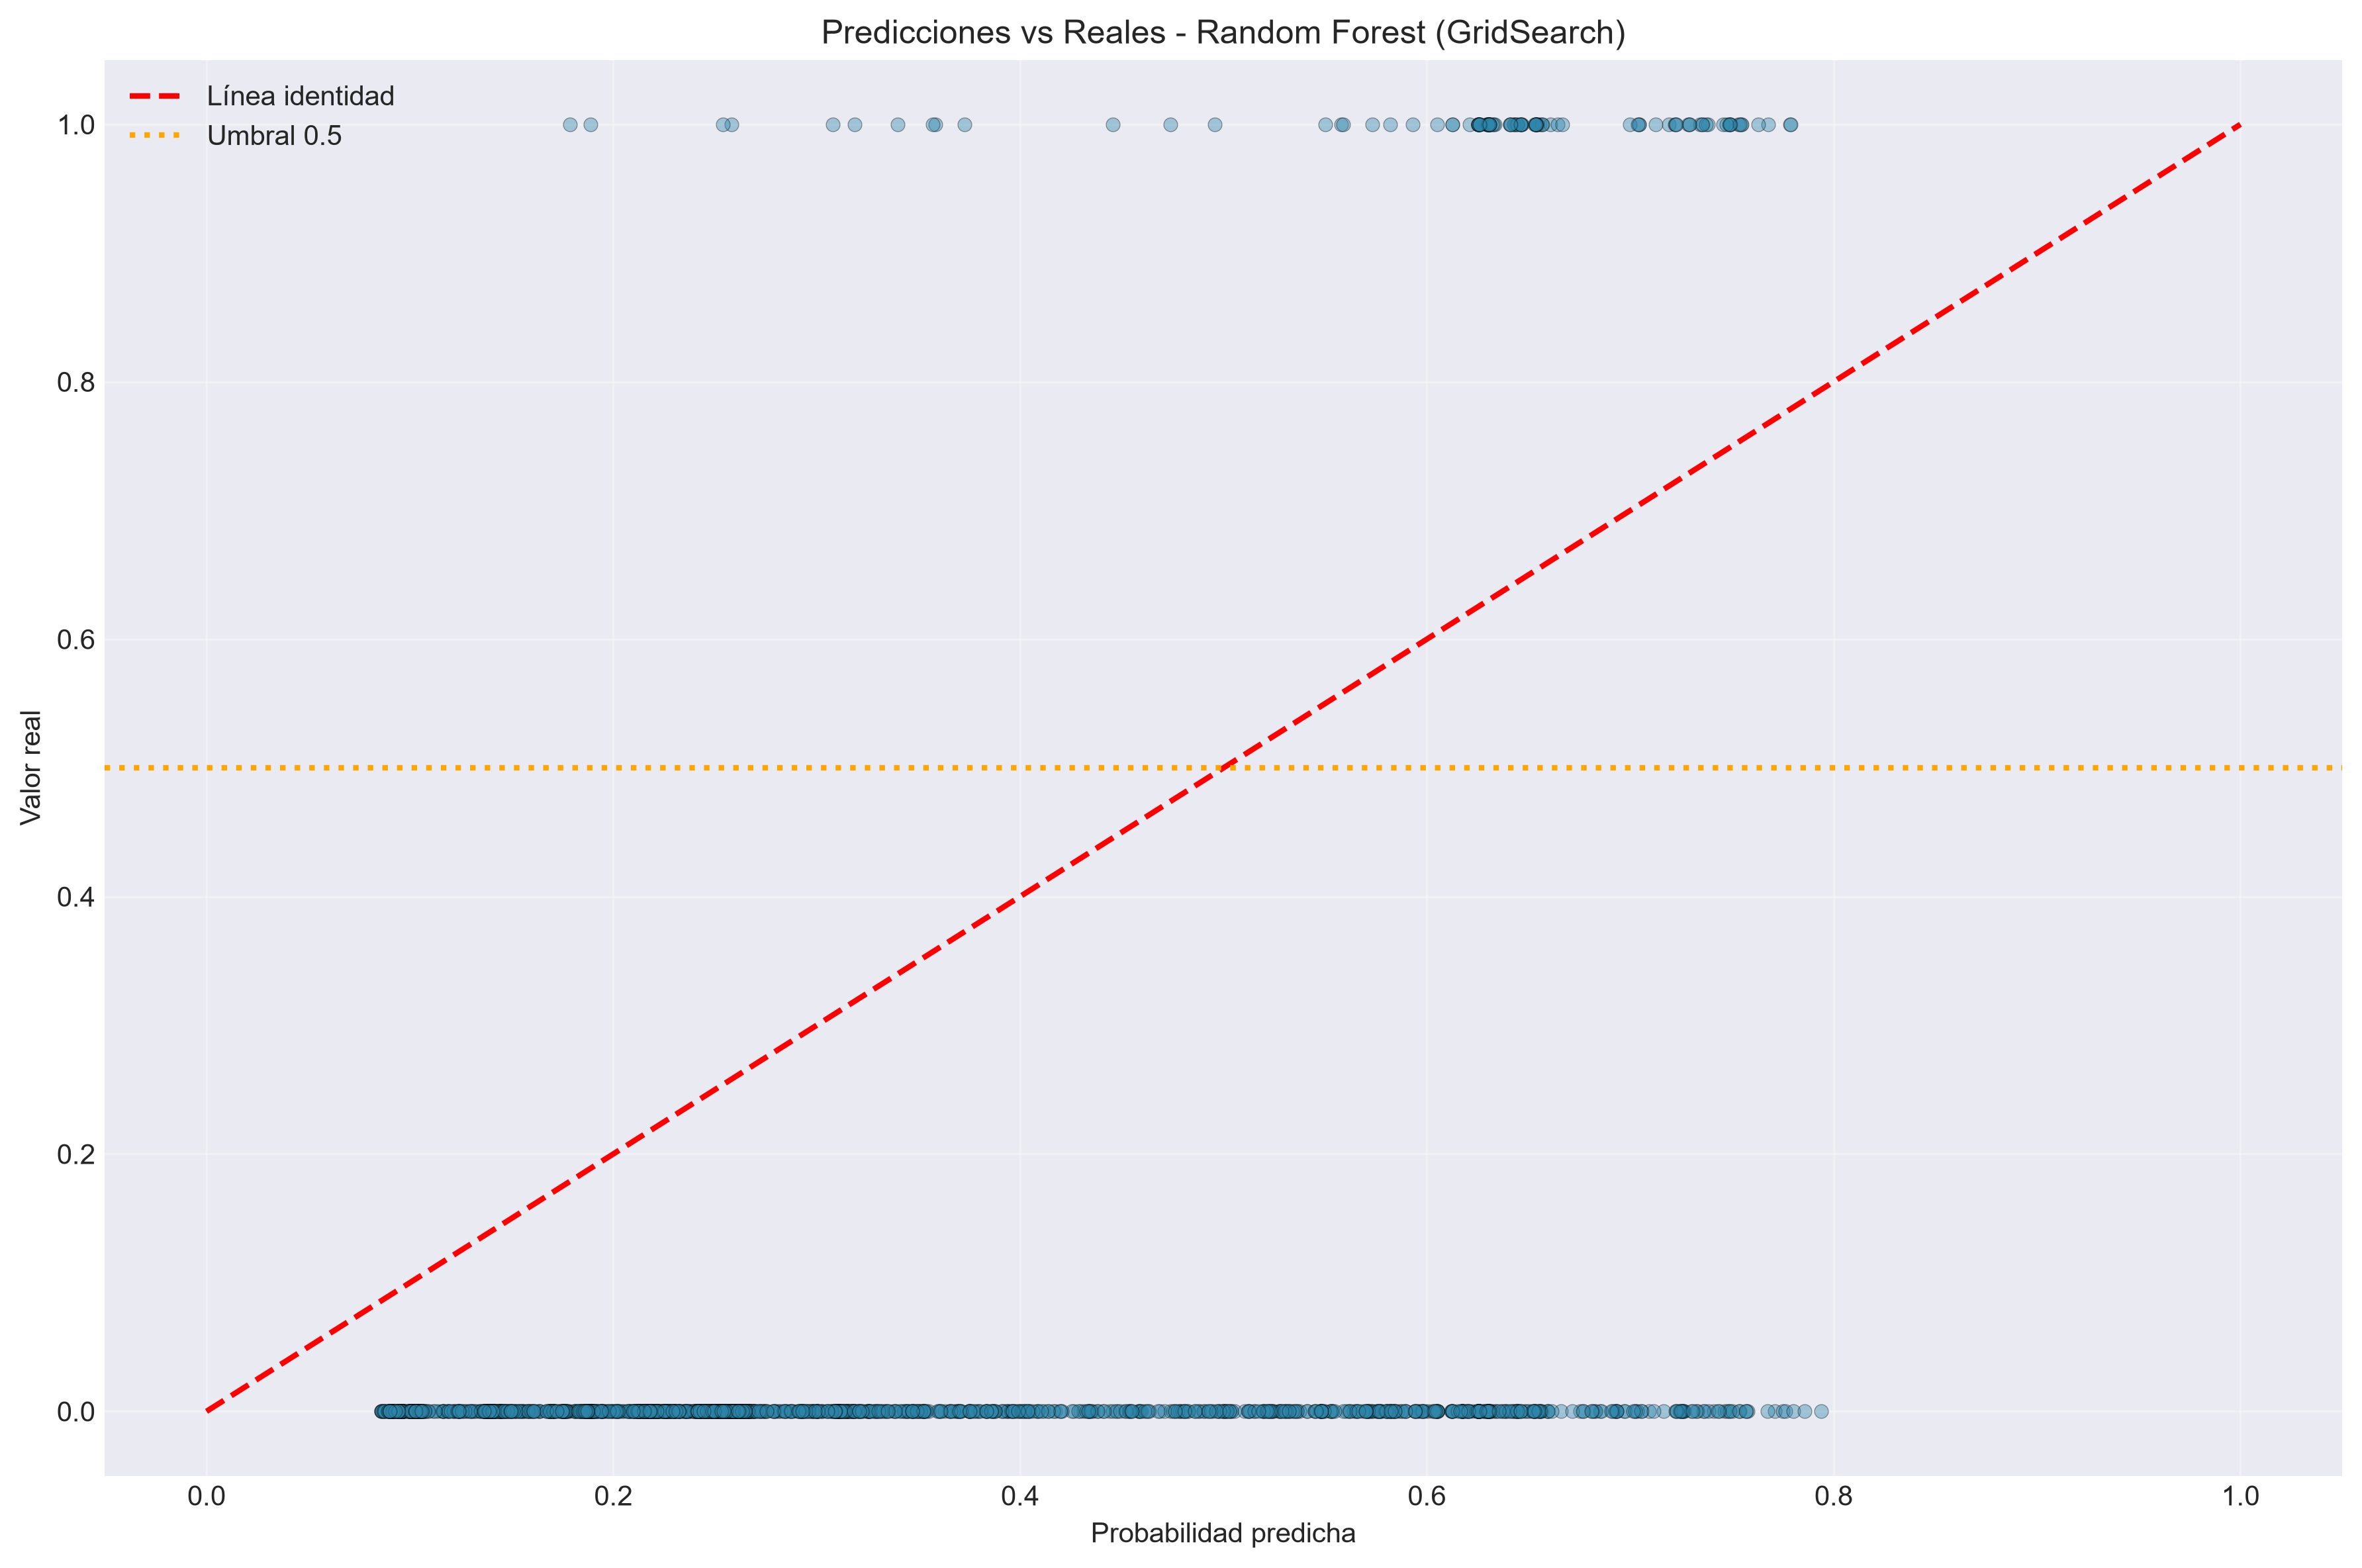 Predicciones vs Reales - Random Forest (GridSearch)
Línea identidad
Umbral 0.5
1.0
0.8
0.6
0.4
0.2
0.0
Valor real
0.0 0.2 0.4 0.6 0.8 1.0
Probabilidad predicha